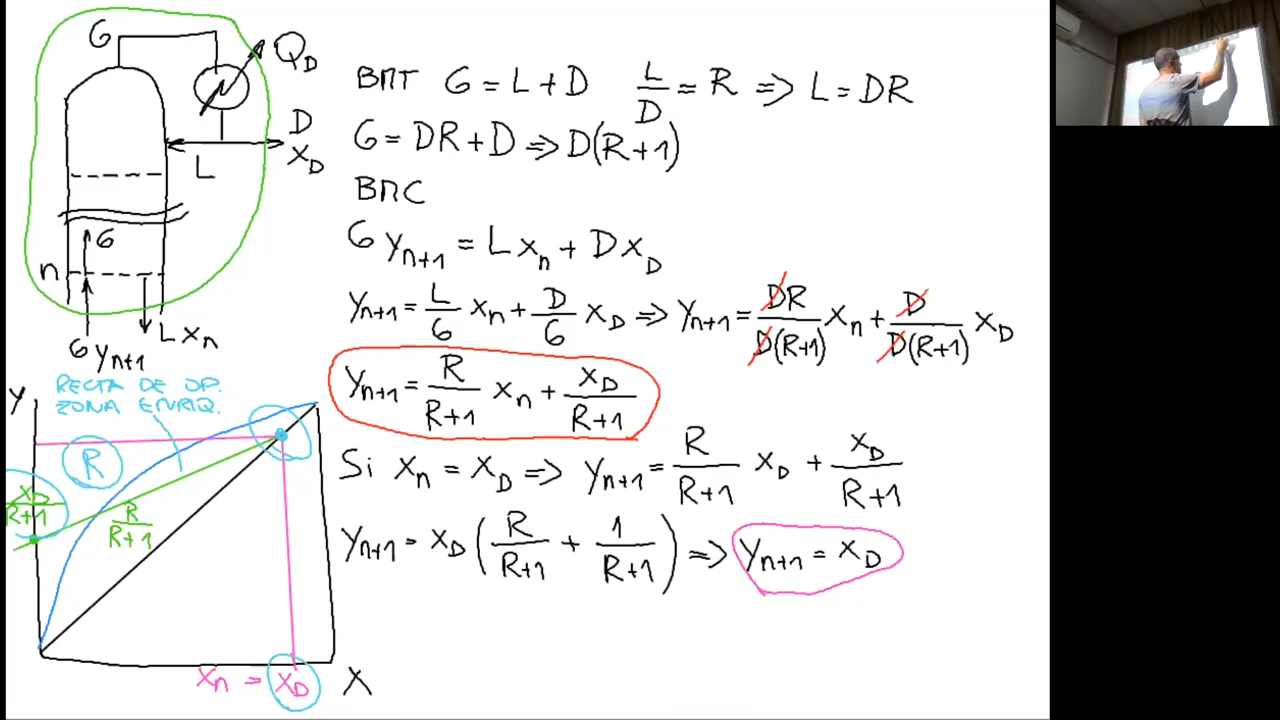 G
Q_D
D
X_D
L
G
n
L X_n
G Y_{n+1}
BMT G = L + D L/D = R ⇒ L = DR
G = DR + D ⇒ D(R+1)
BMC
G y_{n+1} = L x_n + D x_D
y_{n+1} = L/G x_n + D/G x_D ⇒ y_{n+1} = DR/D(R+1) x_n + D/D(R+1) x_D
y_{n+1} = R/R+1 x_n + x_D/R+1
Si x_n = x_D ⇒ y_{n+1} = R/R+1 x_D + x_D/R+1
y_{n+1} = x_D (R/R+1 + 1/R+1) ⇒ y_{n+1} = x_D
RECTA DE OP.
ZONA ENRIQ.
Y
R
X_D/R+1
R/R+1
X_n = X_D
X